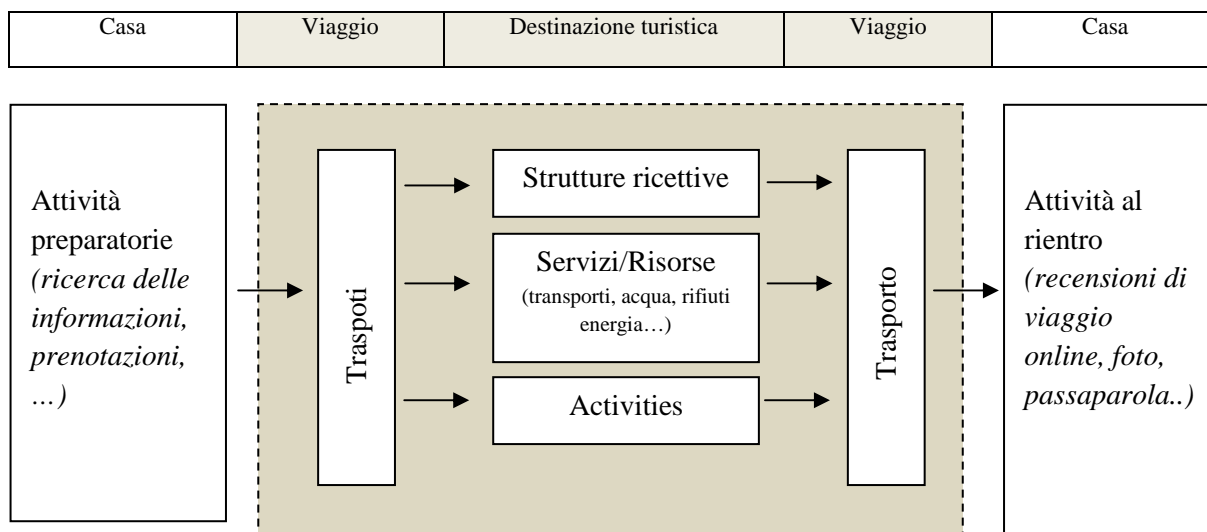 Casa
Viaggio
Destinazione turistica
Viaggio
Casa
Attività
preparatorie
(ricerca delle
informazioni,
prenotazioni,
…)
Traspoti
Strutture ricettive
Servizi/Risorse
(transporti, acqua, rifiuti
energia…)
Activities
Trasporto
Attività al
rientro
(recensioni di
viaggio
online, foto,
passaparola..)